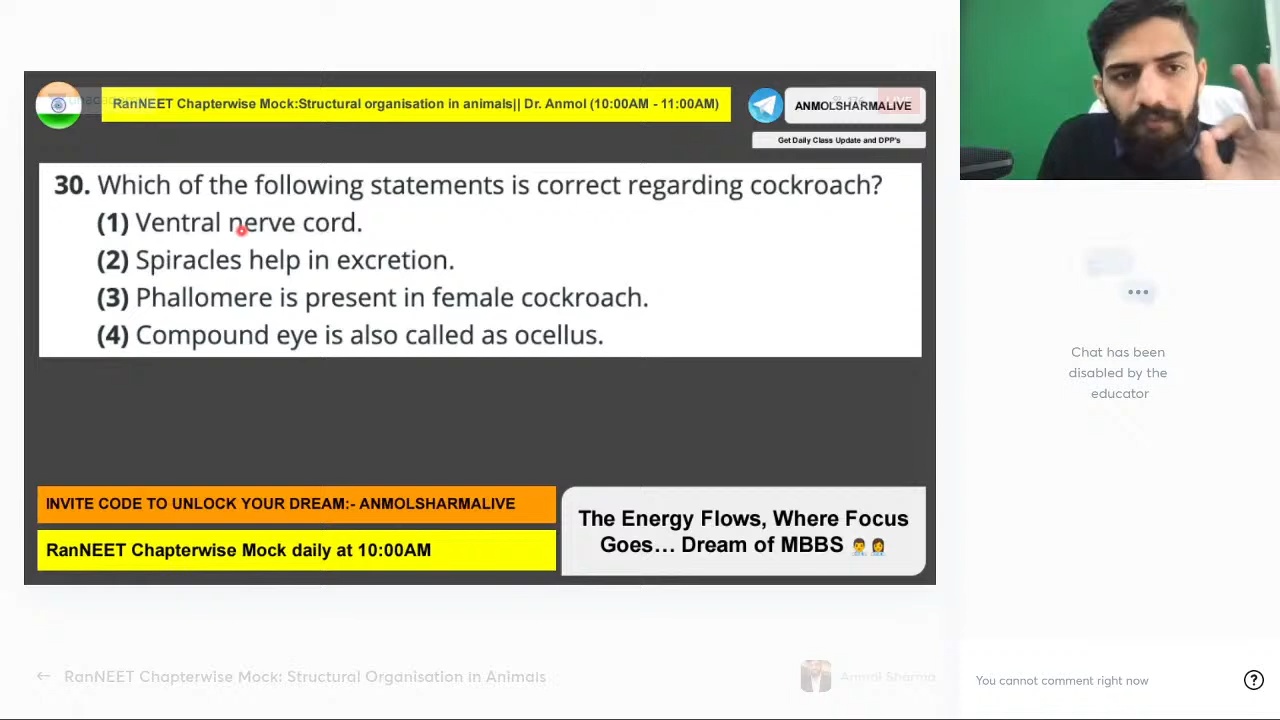 RanNEET Chapterwise Mock:Structural organisation in animals|| Dr. Anmol (10:00AM - 11:00AM)
ANMOLSHARMALIVE
Get Daily Class Update and DPP's
30. Which of the following statements is correct regarding cockroach?
(1) Ventral nerve cord.
(2) Spiracles help in excretion.
(3) Phallomere is present in female cockroach.
(4) Compound eye is also called as ocellus.
Chat has been
disabled by the
educator
INVITE CODE TO UNLOCK YOUR DREAM:- ANMOLSHARMALIVE
RanNEET Chapterwise Mock daily at 10:00AM
The Energy Flows, Where Focus
Goes... Dream of MBBS
RanNEET Chapterwise Mock: Structural Organisation in Animals
Anmol Sharma
You cannot comment right now